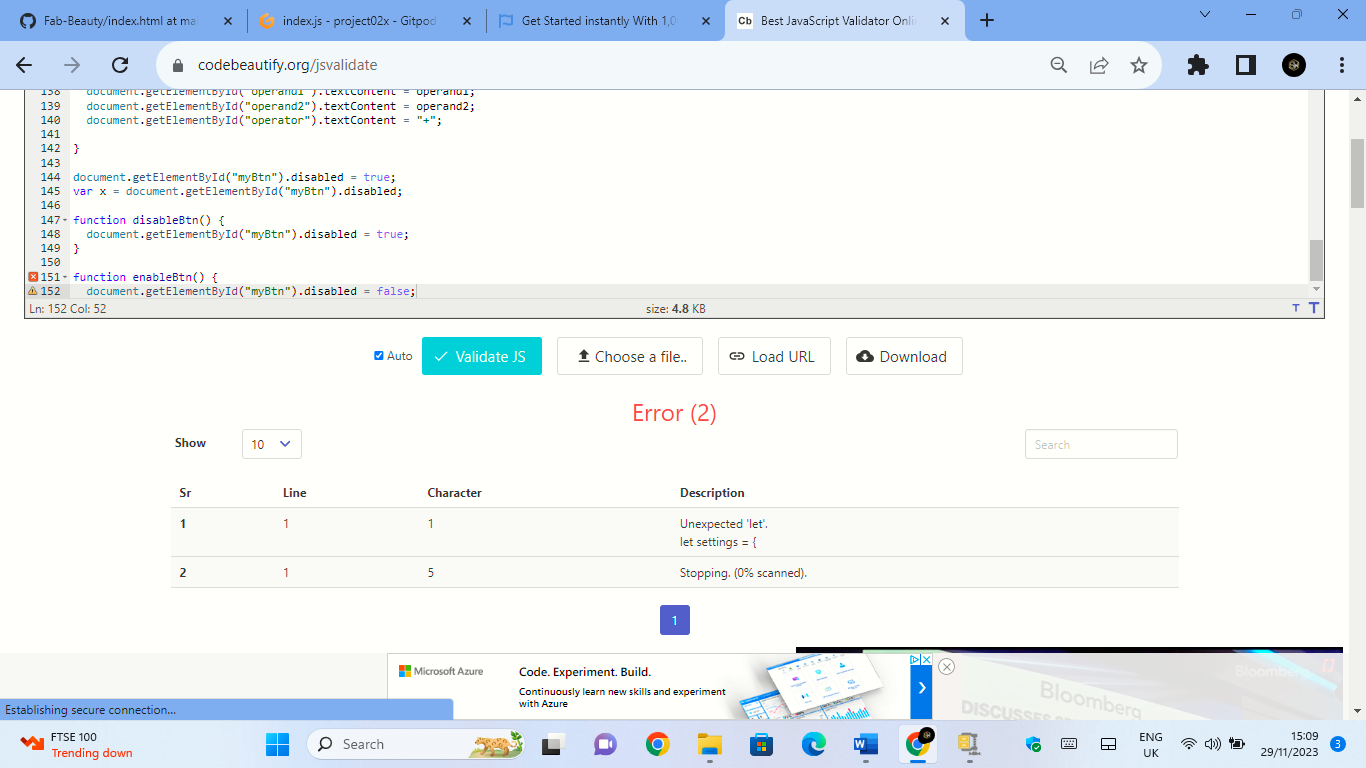 Fab-Beauty/index.html at mai
index.js - project02x - Gitpod
Get Started instantly With 1,0
Cb Best JavaScript Validator Onli
codebeautify.org/jsvalidate
138 document.getElementById("operand1").textContent = operand1;
139 document.getElementById("operand2").textContent = operand2;
140 document.getElementById("operator").textContent = "+";
141
142 }
143
144 document.getElementById("myBtn").disabled = true;
145 var x = document.getElementById("myBtn").disabled;
146
147 function disableBtn() {
148 document.getElementById("myBtn").disabled = true;
149 }
150
151 function enableBtn() {
152 document.getElementById("myBtn").disabled = false;
Ln: 152 Col: 52 size: 4.8 KB T T
Auto Validate JS Choose a file.. Load URL Download
Error (2)
Show 10 Search
Sr Line Character Description
1 1 1 Unexpected 'let'.
let settings = {
2 1 5 Stopping. (0% scanned).
1
Microsoft Azure
Code. Experiment. Build.
Continuously learn new skills and experiment
with Azure
Bloomberg
Bloomberg
Establishing secure connection...
FTSE 100
Trending down
Search
ENG
UK
15:09
29/11/2023
3